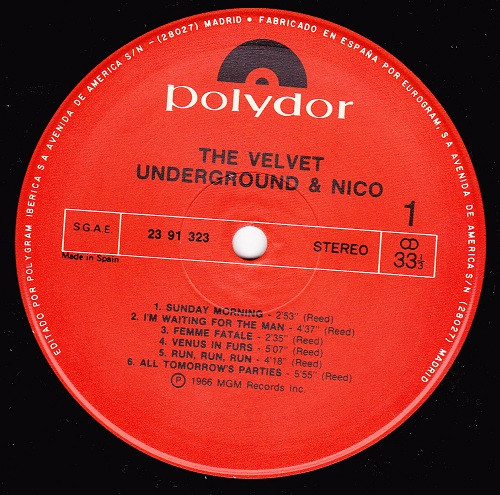 EDITADO POR POLYGRAM IBERICA S A AVENIDA DE AMERICA S/N - (28027) MADRID • FABRICADO EN ESPAÑA POR EUROGRAM, S A AVENIDA DE AMERICA S/N (28027) MADRID
polydor
THE VELVET
UNDERGROUND & NICO
1
S.G.A.E.
23 91 323
STEREO
33⅓
Made in Spain
1. SUNDAY MORNING - 2'53" (Reed)
2. I'M WAITING FOR THE MAN - 4'37" (Reed)
3. FEMME FATALE - 2'35" (Reed)
4. VENUS IN FURS - 5'07" (Reed)
5. RUN, RUN, RUN - 4'18" (Reed)
6. ALL TOMORROW'S PARTIES - 5'55" (Reed)
Ⓟ 1966 MGM Records Inc.